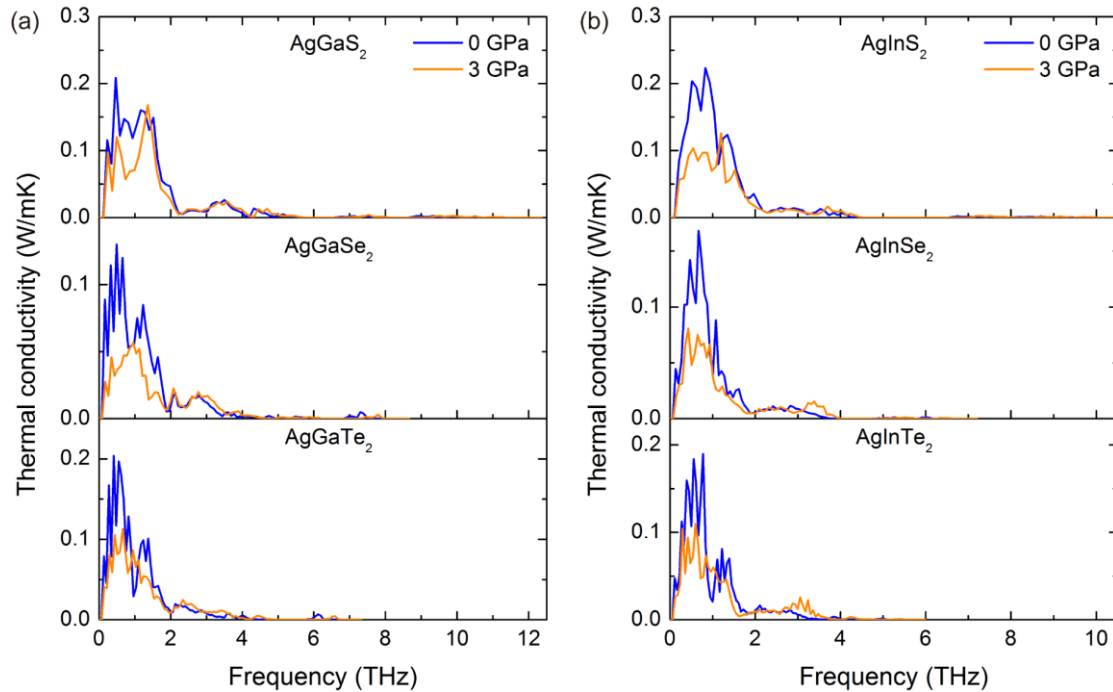 (a)
AgGaS2
0 GPa
3 GPa
0.3
0.2
0.1
0.0
AgGaSe2
0.1
0.0
AgGaTe2
0.2
0.1
0.0
0 2 4 6 8 10 12
Thermal conductivity (W/mK)
Frequency (THz)
(b)
AgInS2
0 GPa
3 GPa
0.3
0.2
0.1
0.0
AgInSe2
0.1
0.0
AgInTe2
0.2
0.1
0.0
0 2 4 6 8 10
Thermal conductivity (W/mK)
Frequency (THz)